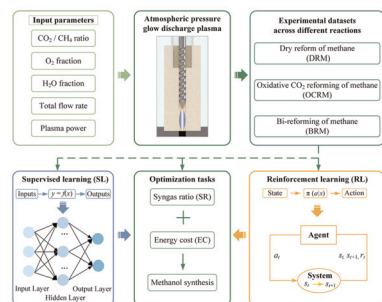 Input parameters
CO2 / CH4 ratio
O2 fraction
H2O fraction
Total flow rate
Plasma power
Atmospheric pressure
glow discharge plasma
Experimental datasets
across different reactions
Dry reform of methane
(DRM)
Oxidative CO2 reforming of methane
(OCRM)
Bi-reforming of methane
(BRM)
Supervised learning (SL)
Inputs
y = f(x)
Outputs
...
...
Input Layer
Hidden Layer
Output Layer
Optimization tasks
Syngas ratio (SR)
+
Energy cost (EC)
Methanol synthesis
Reinforcement learning (RL)
State
π (a|s)
Action
Agent
at
st, st+1, rt
System
st
st+1